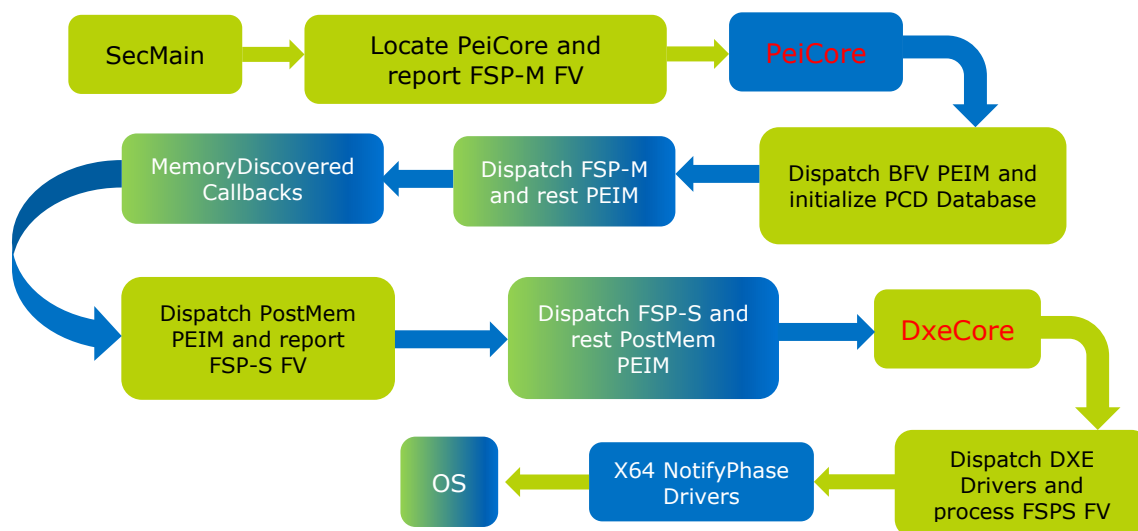 SecMain
Locate PeiCore and
report FSP-M FV
PeiCore
Dispatch BFV PEIM and
initialize PCD Database
Dispatch FSP-M
and rest PEIM
MemoryDiscovered
Callbacks
Dispatch PostMem
PEIM and report
FSP-S FV
Dispatch FSP-S and
rest PostMem
PEIM
DxeCore
Dispatch DXE
Drivers and
process FSPS FV
X64 NotifyPhase
Drivers
OS